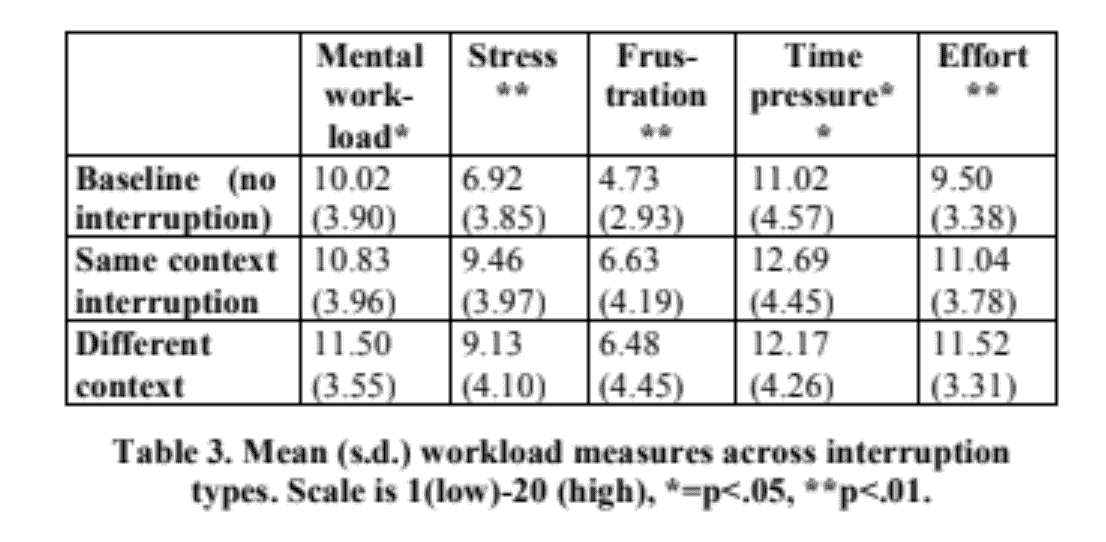 Mental work-load* Stress ** Frus-tration ** Time pressure* * Effort **
Baseline (no interruption) 10.02 (3.90) 6.92 (3.85) 4.73 (2.93) 11.02 (4.57) 9.50 (3.38)
Same context interruption 10.83 (3.96) 9.46 (3.97) 6.63 (4.19) 12.69 (4.45) 11.04 (3.78)
Different context 11.50 (3.55) 9.13 (4.10) 6.48 (4.45) 12.17 (4.26) 11.52 (3.31)
Table 3. Mean (s.d.) workload measures across interruption
types. Scale is 1(low)-20 (high), *=p<.05, **p<.01.